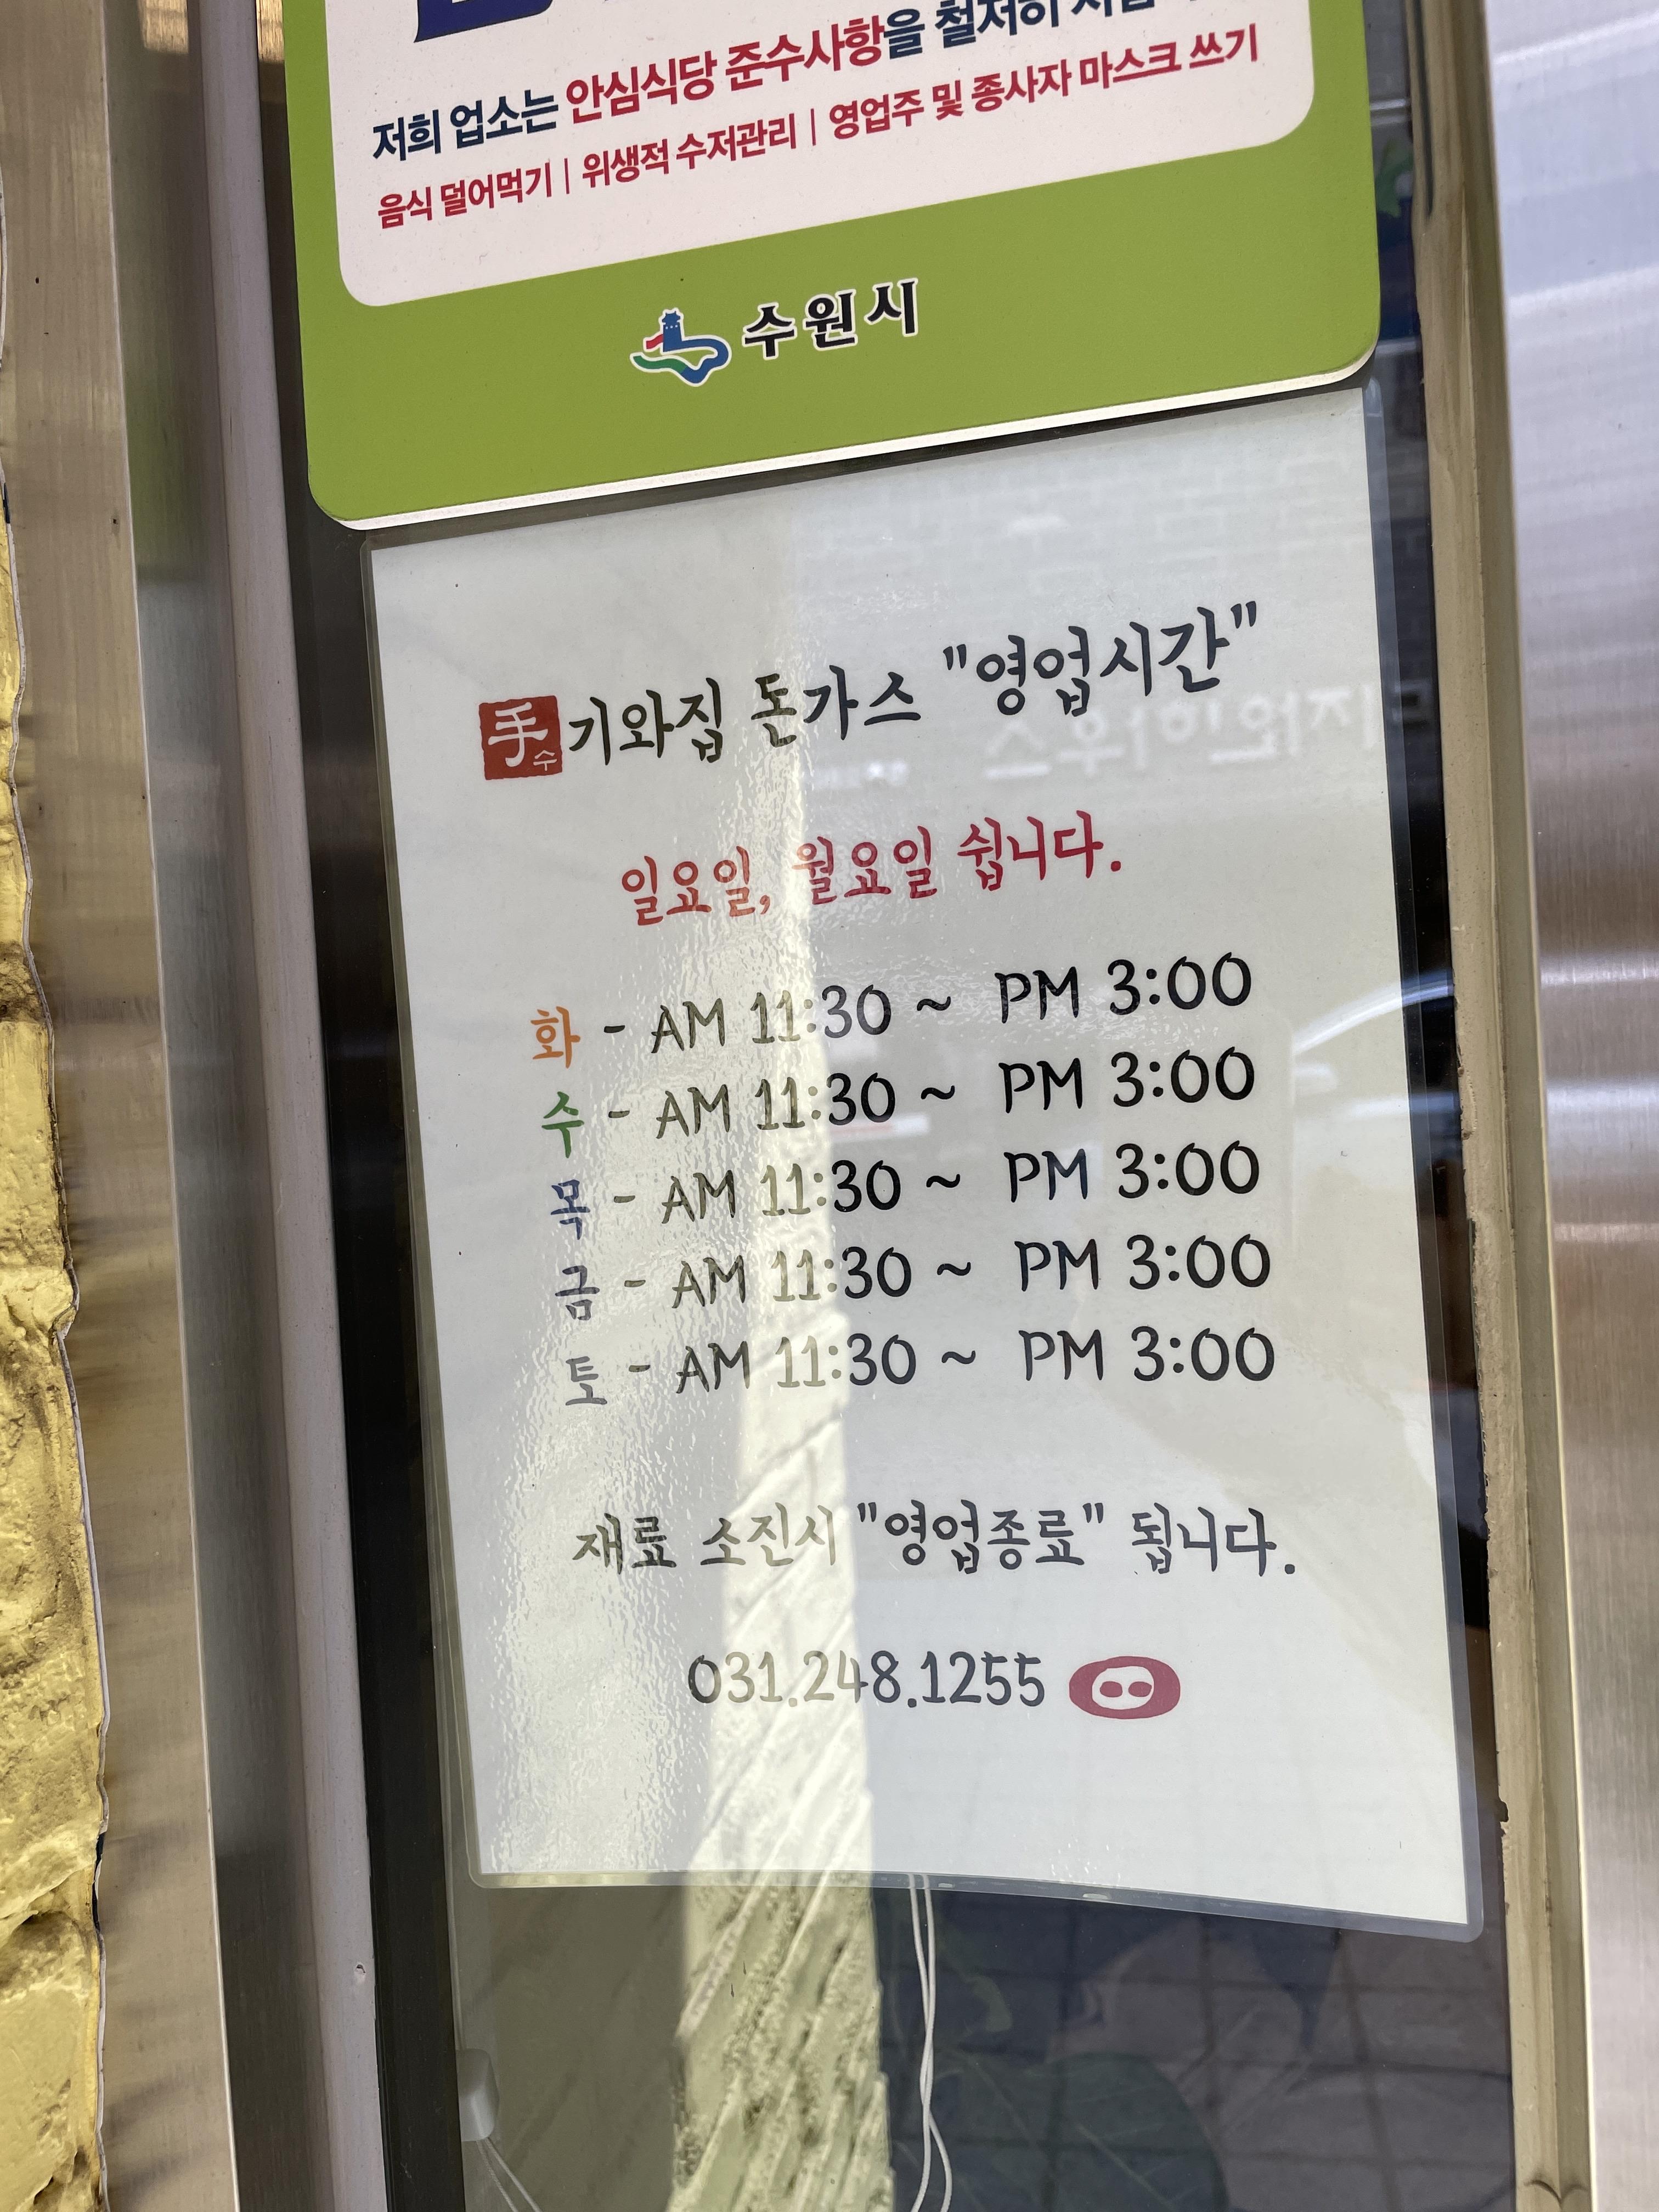 저희 업소는 안심식당 준수사항을 철저히
음식 덜어먹기 | 위생적 수저관리 | 영업주 및 종사자 마스크 쓰기
수원시
手수 기와집 돈가스 "영업시간"
일요일, 월요일 쉽니다.
화 - AM 11:30 ~ PM 3:00
수 - AM 11:30 ~ PM 3:00
목 - AM 11:30 ~ PM 3:00
금 - AM 11:30 ~ PM 3:00
토 - AM 11:30 ~ PM 3:00
재료 소진시 "영업종료" 됩니다.
031.248.1255